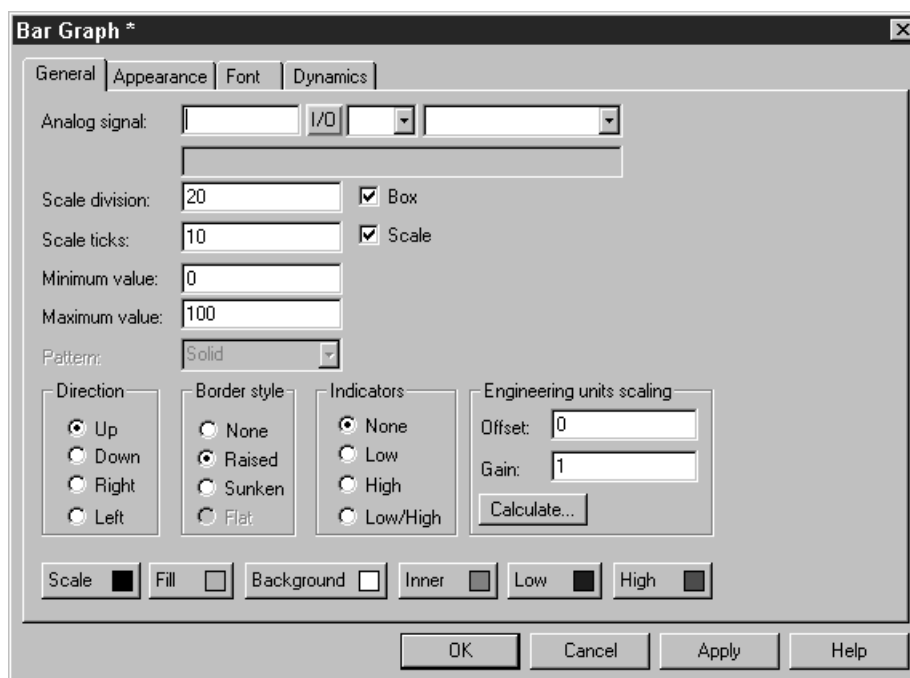 Bar Graph *
General Appearance Font Dynamics
Analog signal: I/O
Scale division: 20 Box
Scale ticks: 10 Scale
Minimum value: 0
Maximum value: 100
Pattern: Solid
Direction Border style Indicators Engineering units scaling
Up None None Offset: 0
Down Raised Low
Right Sunken High Gain: 1
Left Flat Low/High Calculate...
Scale Fill Background Inner Low High
OK Cancel Apply Help